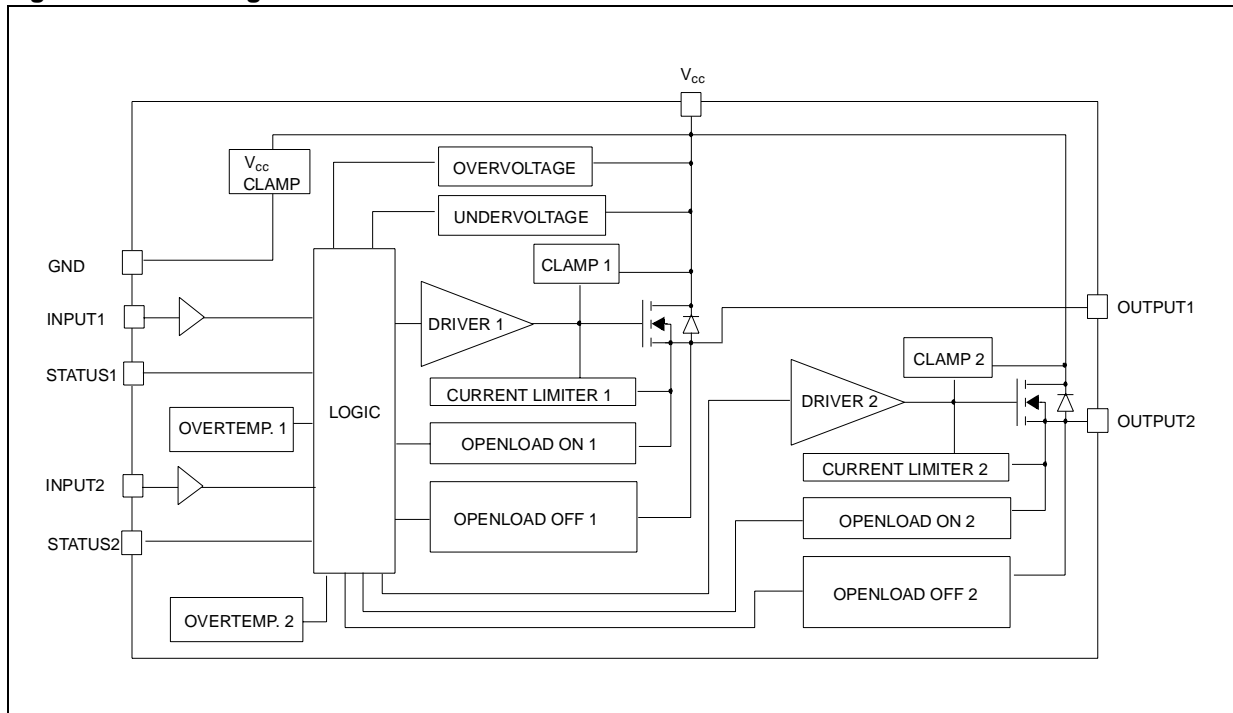 Vcc
Vcc
CLAMP
OVERVOLTAGE
UNDERVOLTAGE
GND
CLAMP 1
INPUT1
DRIVER 1
OUTPUT1
STATUS1
CURRENT LIMITER 1
LOGIC
OVERTEMP. 1
OPENLOAD ON 1
CLAMP 2
DRIVER 2
OUTPUT2
CURRENT LIMITER 2
INPUT2
OPENLOAD OFF 1
OPENLOAD ON 2
STATUS2
OPENLOAD OFF 2
OVERTEMP. 2